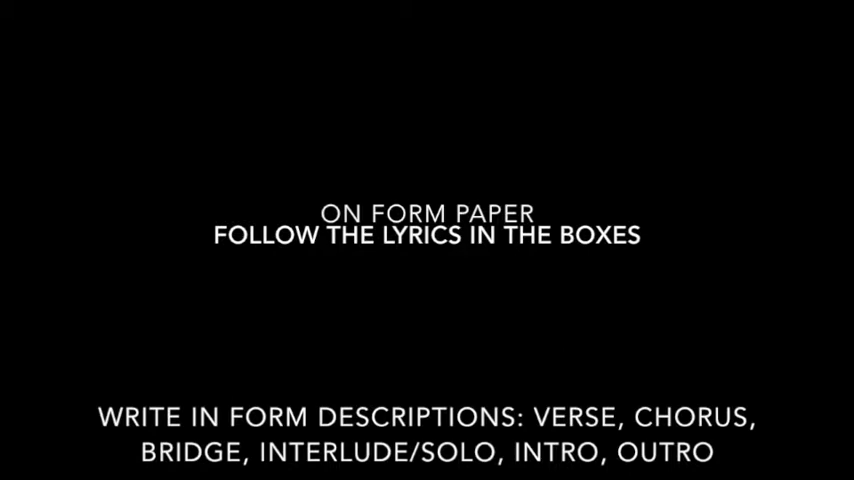 ON FORM PAPER
FOLLOW THE LYRICS IN THE BOXES
WRITE IN FORM DESCRIPTIONS: VERSE, CHORUS,
BRIDGE, INTERLUDE/SOLO, INTRO, OUTRO